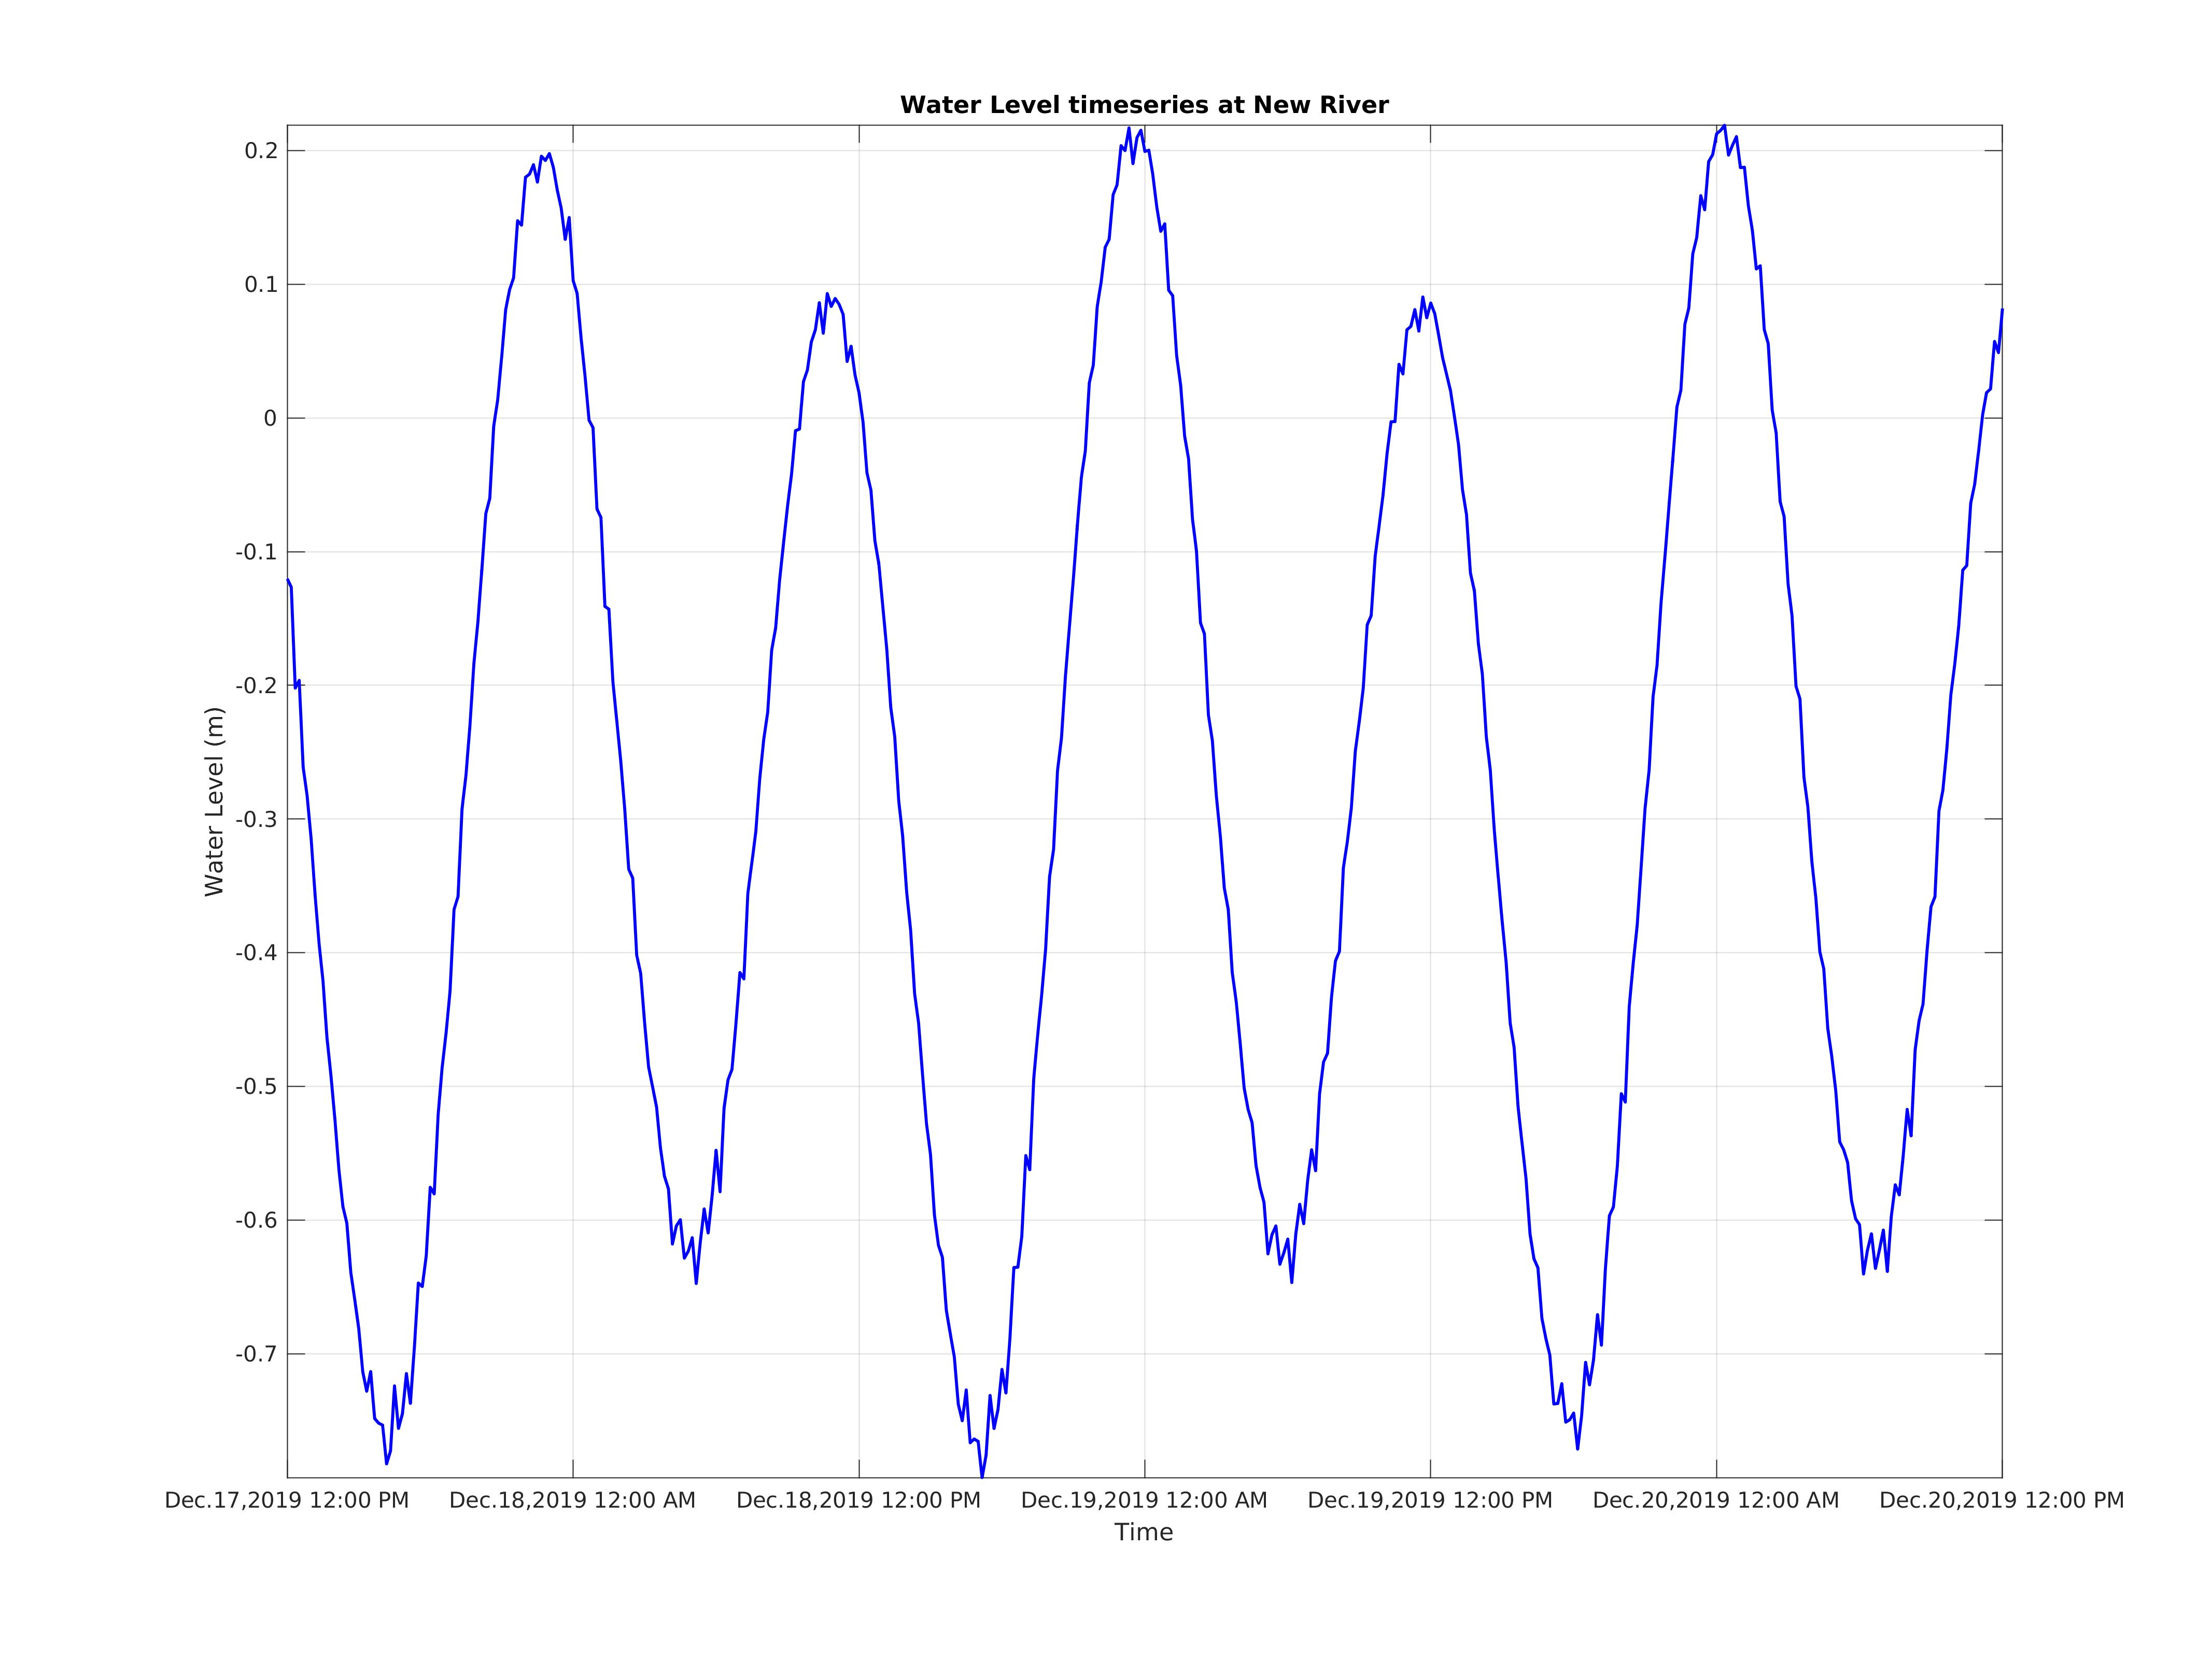 Water Level timeseries at New River
0.2
0.1
0
-0.1
-0.2
-0.3
-0.4
-0.5
-0.6
-0.7
Water Level (m)
Dec.17,2019 12:00 PM Dec.18,2019 12:00 AM Dec.18,2019 12:00 PM Dec.19,2019 12:00 AM Dec.19,2019 12:00 PM Dec.20,2019 12:00 AM Dec.20,2019 12:00 PM
Time